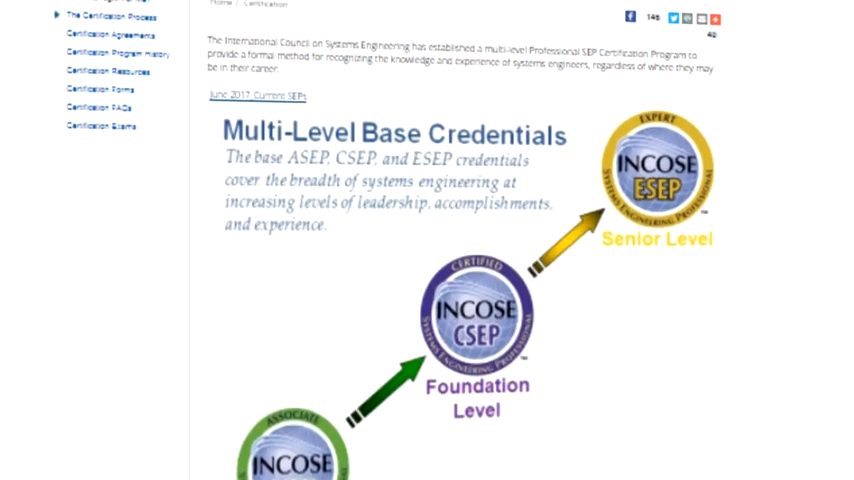 Home / Certification
The Certification Process
Certification Agreements
Certification Program History
Certification Resources
Certification Forms
Certification FAQs
Certification Exams
148
40
The International Council on Systems Engineering has established a multi-level Professional SEP Certification Program to
provide a formal method for recognizing the knowledge and experience of systems engineers, regardless of where they may
be in their career.
June 2017 Current SEPs
Multi-Level Base Credentials
The base ASEP, CSEP, and ESEP credentials
cover the breadth of systems engineering at
increasing levels of leadership, accomplishments,
and experience.
EXPERT
INCOSE
ESEP
SYSTEMS ENGINEERING PROFESSIONAL
TM
Senior Level
CERTIFIED
INCOSE
CSEP
SYSTEMS ENGINEERING PROFESSIONAL
TM
Foundation
Level
ASSOCIATE
INCOSE